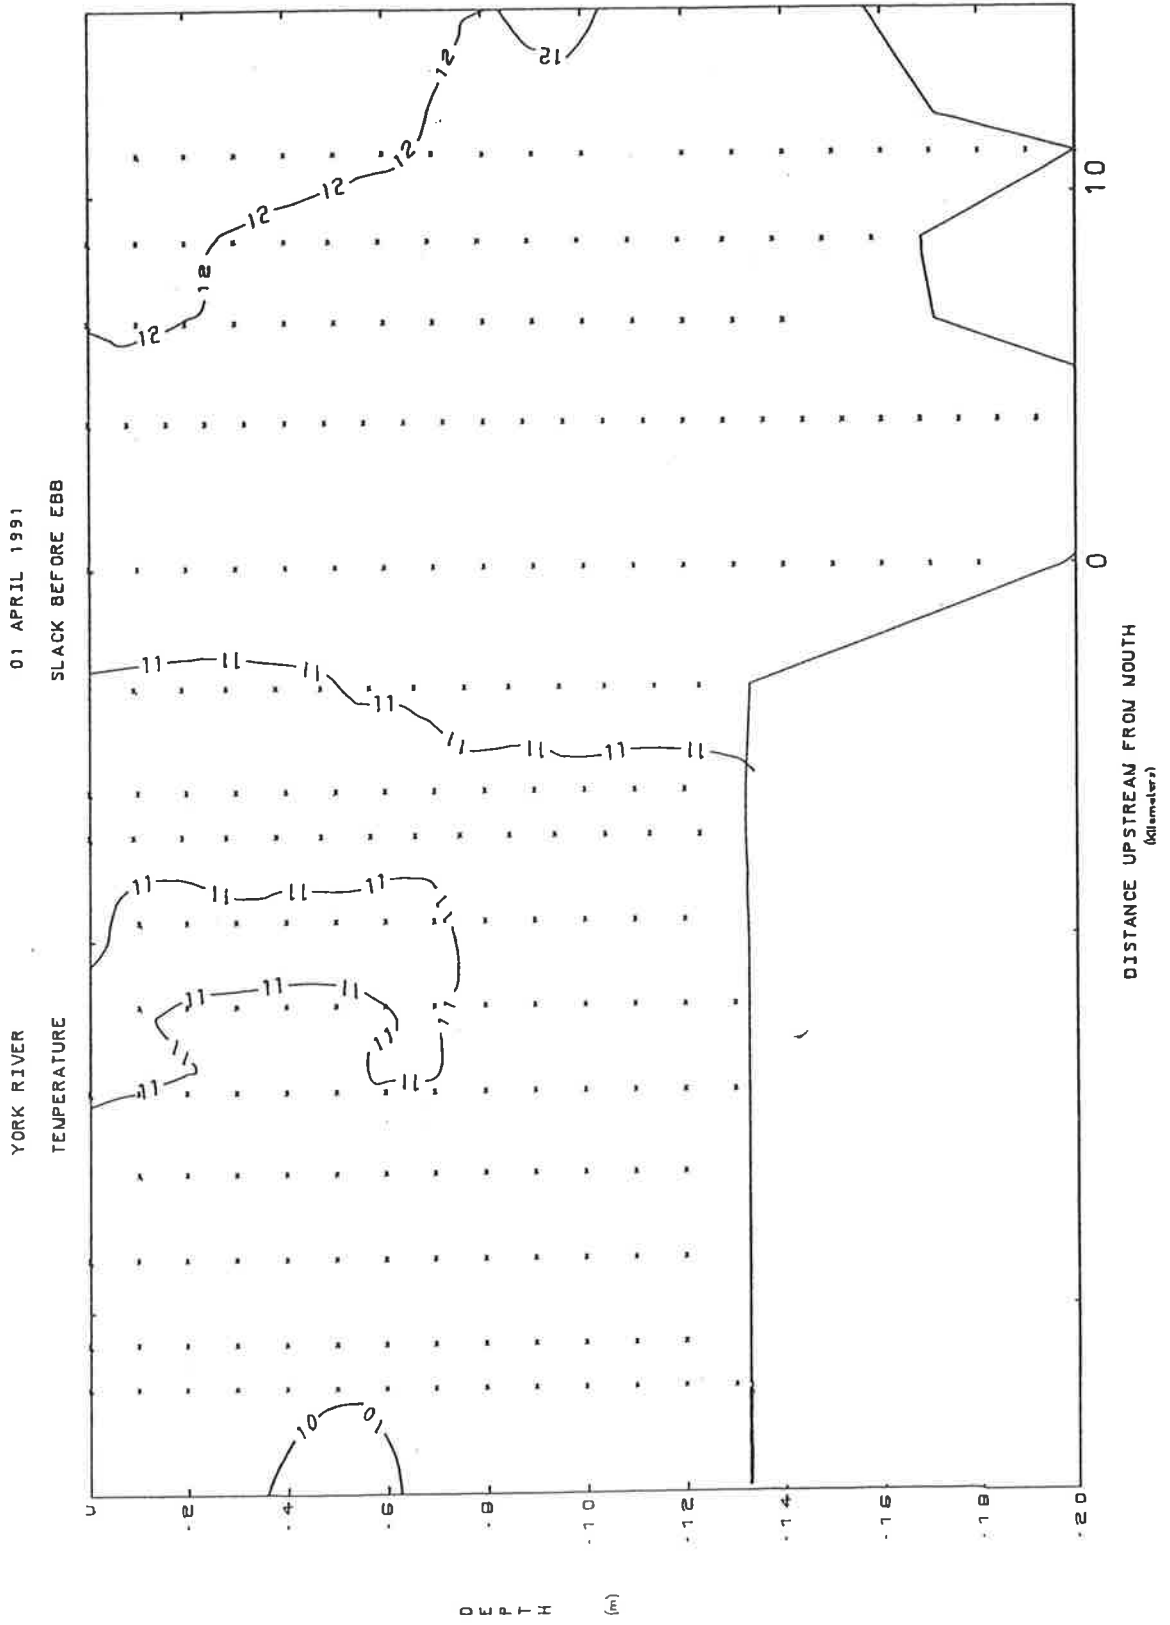 YORK RIVER 01 APRIL 1991
TEMPERATURE SLACK BEFORE EBB
10 10
11 11 11 11 11 11 11 11
11 11 11 11 11 11 11
11 11 11 11 11 11 11 11
12 12 12 12 12 12 12
DEPTH
(m)
0
-2
-4
-6
-8
-10
-12
-14
-16
-18
-20
0 10
DISTANCE UPSTREAM FROM MOUTH
(Kilometers)